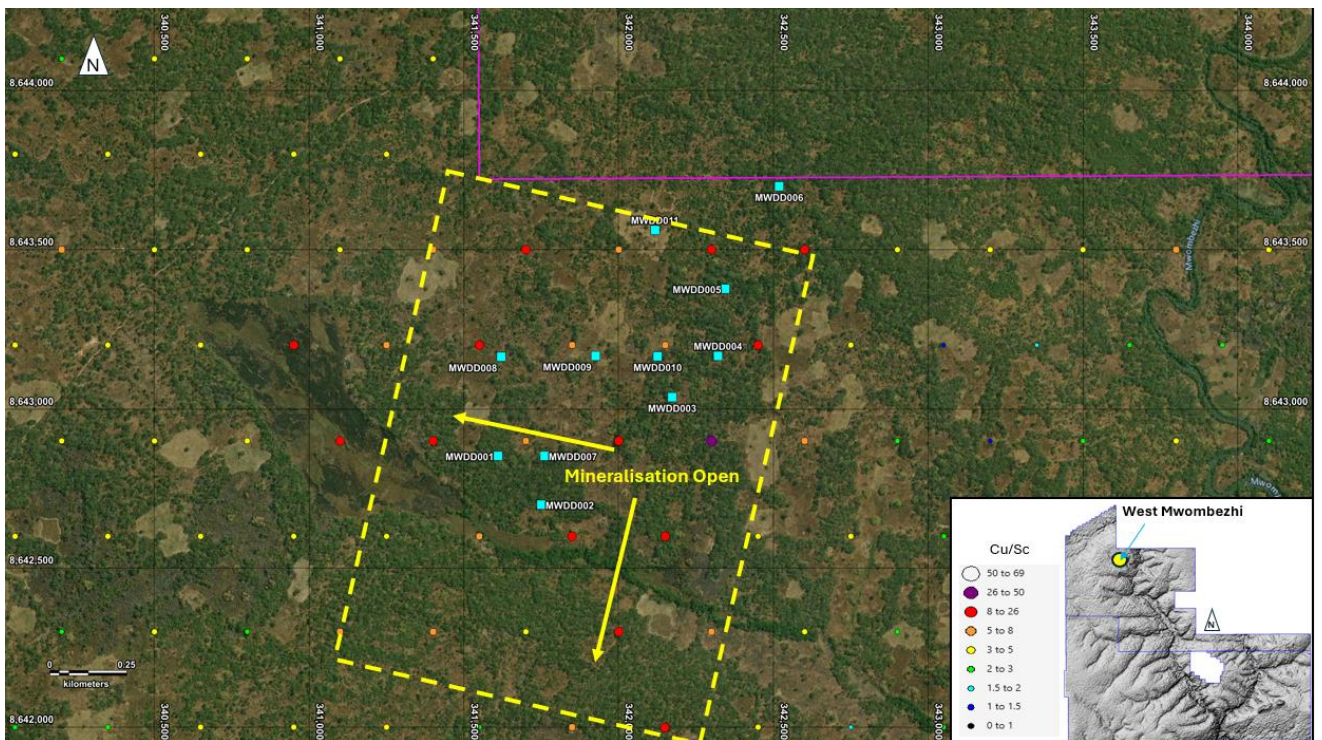 340,500
341,000
341,500
342,000
342,500
343,000
343,500
344,000
N
8,644,000
8,644,000
MWDD006
MWDD011
8,643,500
8,643,500
Mwombezhi
MWDD005
MWDD004
MWDD008
MWDD009
MWDD010
MWDD003
8,643,000
8,643,000
MWDD001
MWDD007
Mineralisation Open
MWDD002
8,642,500
0
0.25
kilometers
8,642,000
340,500
341,000
341,500
342,000
342,500
343,000
West Mwombezhi
Cu/Sc
50 to 69
26 to 50
8 to 26
5 to 8
3 to 5
2 to 3
1.5 to 2
1 to 1.5
0 to 1
N